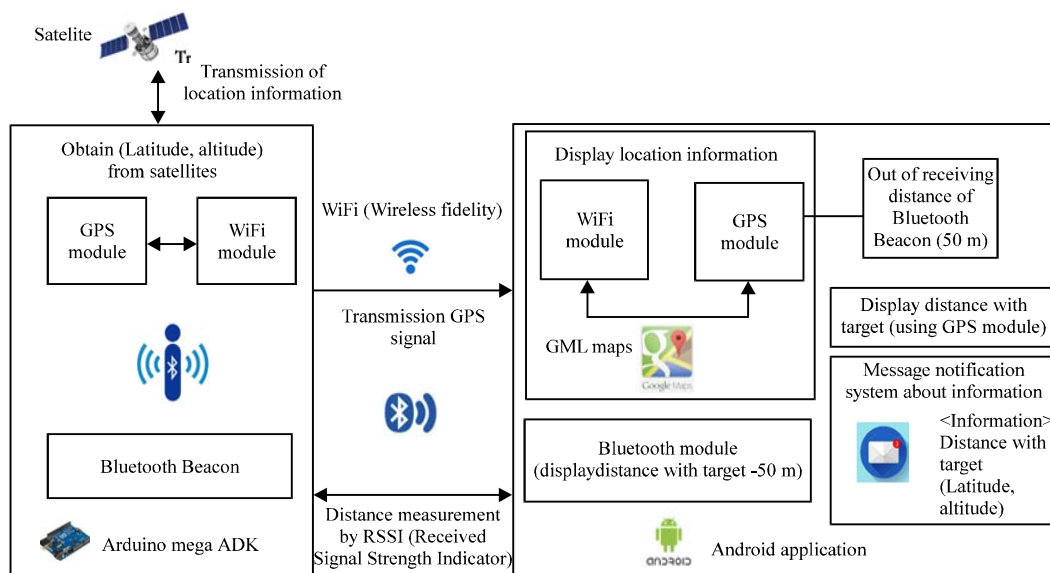 Satelite
Tr
Transmission of
location information
Obtain (Latitude, altitude)
from satellites
GPS
module
WiFi
module
Bluetooth Beacon
Arduino mega ADK
WiFi (Wireless fidelity)
Transmission GPS
signal
Distance measurement
by RSSI (Received
Signal Strength Indicator)
Display location information
WiFi
module
GPS
module
GML maps
Google Maps
Out of receiving
distance of
Bluetooth
Beacon (50 m)
Display distance with
target (using GPS module)
Message notification
system about information
<Information>
Distance with
target
(Latitude,
altitude)
Bluetooth module
(displaydistance with target -50 m)
ANDROID
Android application